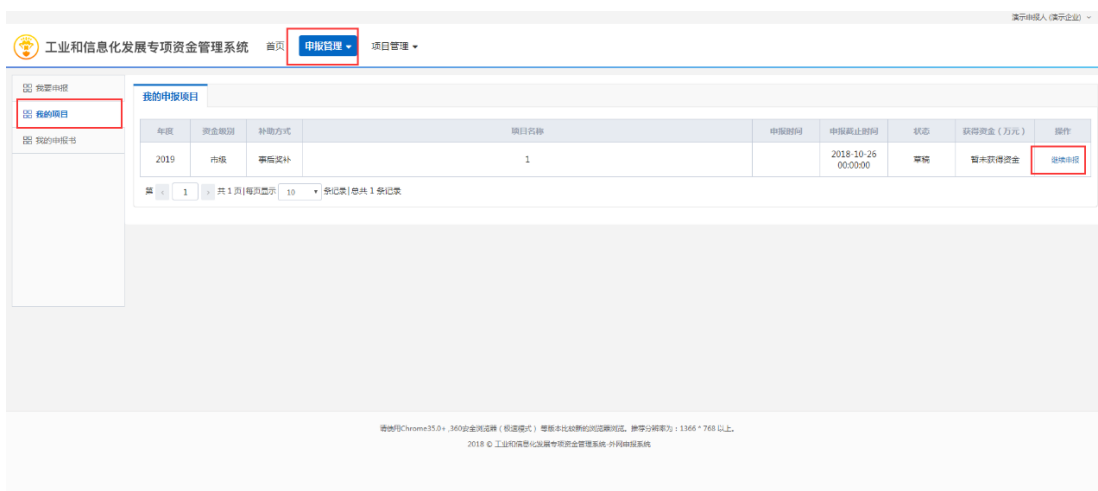 演示申报人 (演示企业)
工业和信息化发展专项资金管理系统 首页 申报管理 项目管理
我要申报
我的项目
我的申报书
我的申报项目
年度 资金级别 补助方式 项目名称 申报时间 申报截止时间 状态 获得资金（万元） 操作
2019 市级 事后奖补 1 2018-10-26 00:00:00 草稿 暂未获得资金 继续申报
第 < 1 > 共 1 页|每页显示 10 条记录|总共 1 条记录
请使用Chrome35.0+ ,360安全浏览器（极速模式）等版本比较新的浏览器浏览。推荐分辨率为：1366 * 768 以上。
2018 © 工业和信息化发展专项资金管理系统-外网申报系统